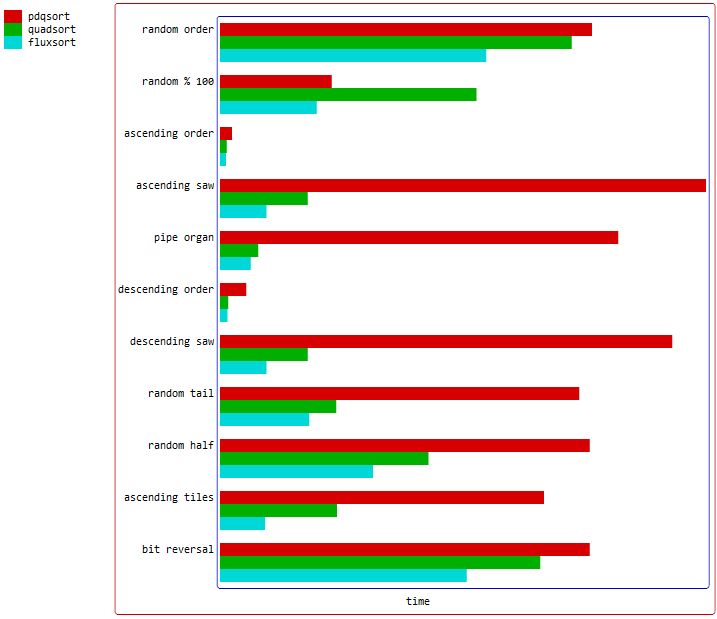 pdqsort
quadsort
fluxsort
random order
random % 100
ascending order
ascending saw
pipe organ
descending order
descending saw
random tail
random half
ascending tiles
bit reversal
time